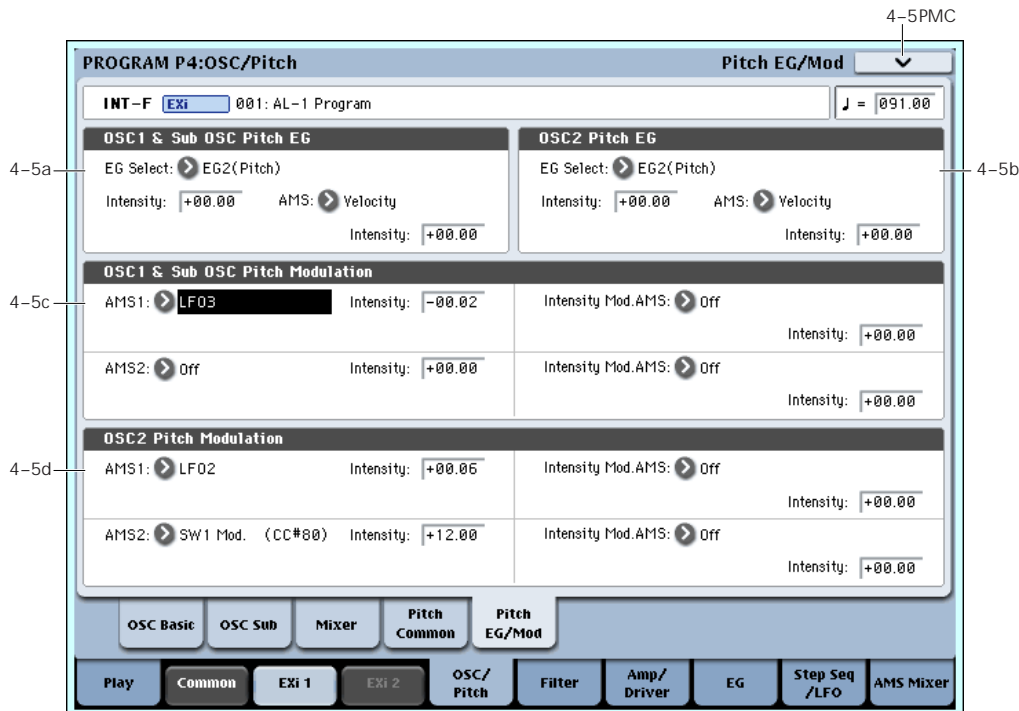 4-5PMC
PROGRAM P4:OSC/Pitch Pitch EG/Mod
INT-F EXi 001: AL-1 Program ♩ = 091.00
OSC1 & Sub OSC Pitch EG
4-5a
EG Select: EG2(Pitch)
Intensity: +00.00 AMS: Velocity
Intensity: +00.00
OSC2 Pitch EG
EG Select: EG2(Pitch)
4-5b
Intensity: +00.00 AMS: Velocity
Intensity: +00.00
OSC1 & Sub OSC Pitch Modulation
4-5c
AMS1: LFO3 Intensity: -00.02 Intensity Mod.AMS: Off
Intensity: +00.00
AMS2: Off Intensity: +00.00 Intensity Mod.AMS: Off
Intensity: +00.00
OSC2 Pitch Modulation
4-5d
AMS1: LFO2 Intensity: +00.06 Intensity Mod.AMS: Off
Intensity: +00.00
AMS2: SW1 Mod. (CC#80) Intensity: +12.00 Intensity Mod.AMS: Off
Intensity: +00.00
OSC Basic OSC Sub Mixer Pitch Common Pitch EG/Mod
Play Common EXi 1 EXi 2 OSC/ Pitch Filter Amp/ Driver EG Step Seq /LFO AMS Mixer